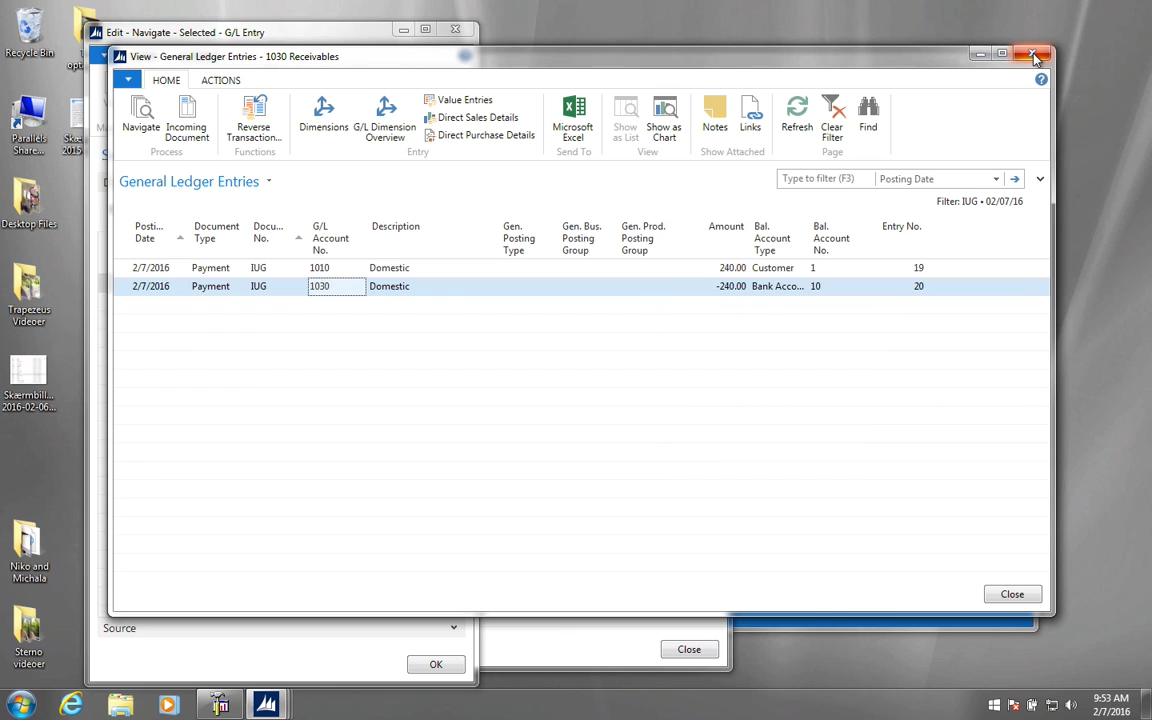 Recycle Bin
Edit - Navigate - Selected - G/L Entry
View - General Ledger Entries - 1030 Receivables
HOME
ACTIONS
Navigate
Incoming Document
Process
Reverse Transaction...
Functions
Dimensions
G/L Dimension Overview
Value Entries
Direct Sales Details
Direct Purchase Details
Entry
Microsoft Excel
Send To
Show as List
Show as Chart
View
Notes
Links
Show Attached
Refresh
Clear Filter
Find
Page
General Ledger Entries
Type to filter (F3)
Posting Date
Filter: IUG • 02/07/16
Posti... Date
Document Type
Docu... No.
G/L Account No.
Description
Gen. Posting Type
Gen. Bus. Posting Group
Gen. Prod. Posting Group
Amount
Bal. Account Type
Bal. Account No.
Entry No.
2/7/2016 Payment IUG 1010 Domestic 240.00 Customer 1 19
2/7/2016 Payment IUG 1030 Domestic -240.00 Bank Acco... 10 20
Close
Source
OK
Close
Parallels Share...
Desktop Files
Trapezeus Videoer
Skærmbill... 2016-02-06...
Niko and Michala
Sterno videoer
9:53 AM
2/7/2016